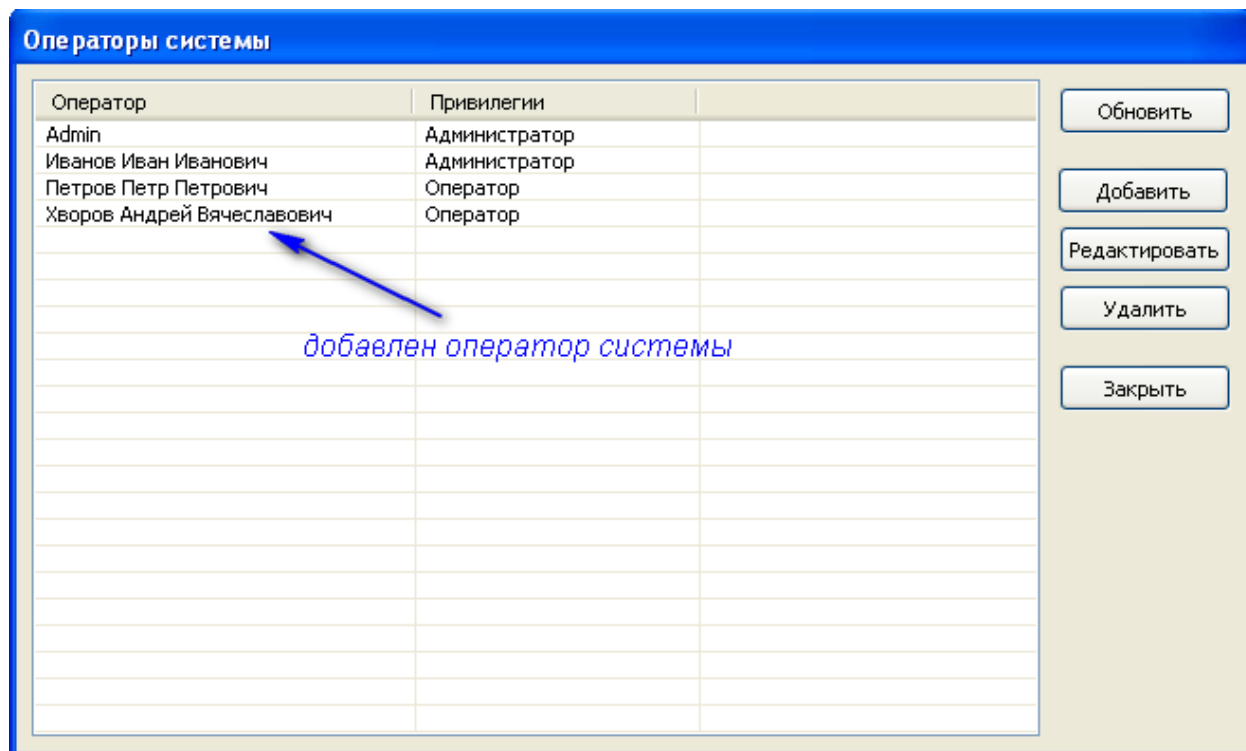 Операторы системы
Оператор Привилегии
Admin Администратор
Иванов Иван Иванович Администратор
Петров Петр Петрович Оператор
Хворов Андрей Вячеславович Оператор
добавлен оператор системы
Обновить
Добавить
Редактировать
Удалить
Закрыть